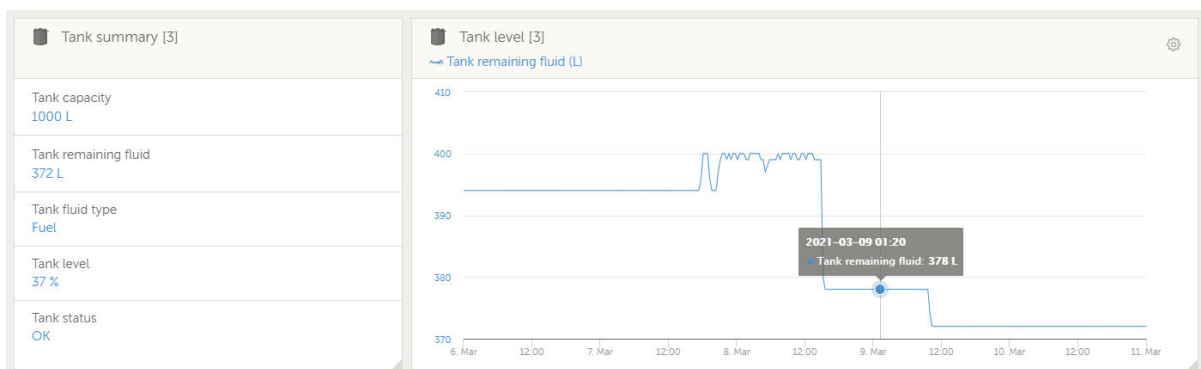 Tank summary [3]
Tank capacity
1000 L
Tank remaining fluid
372 L
Tank fluid type
Fuel
Tank level
37 %
Tank status
OK
Tank level [3]
Tank remaining fluid (L)
410
400
390
380
370
2021-03-09 01:20
Tank remaining fluid: 378 L
6. Mar 12:00 7. Mar 12:00 8. Mar 12:00 9. Mar 12:00 10. Mar 12:00 11. Mar